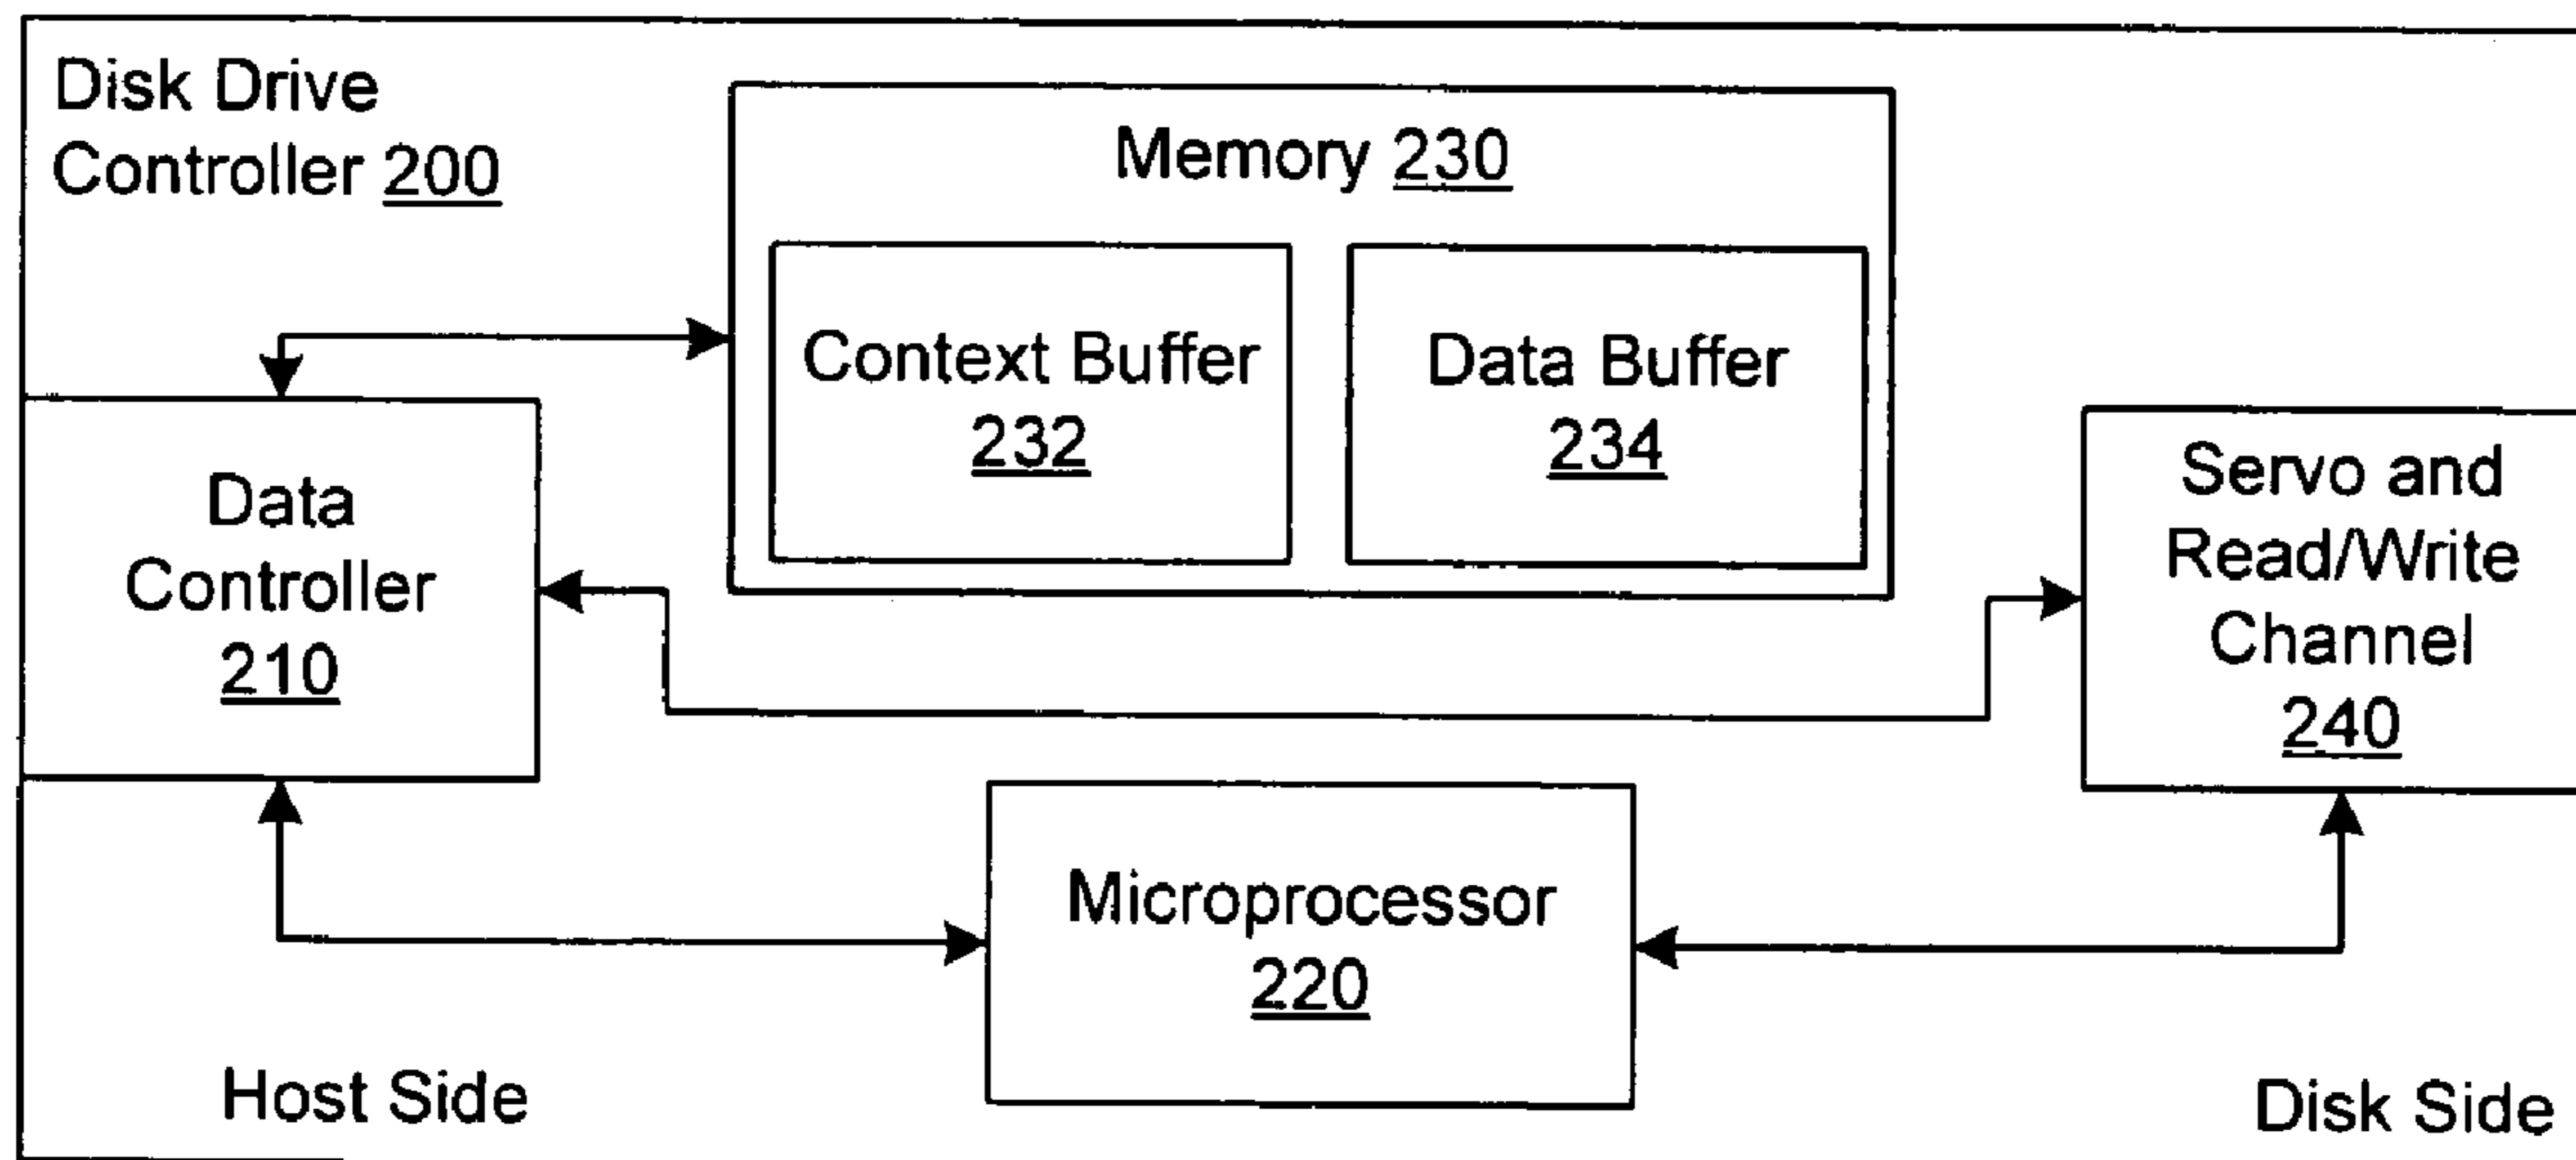 Disk Drive
Controller 200
Memory 230
Context Buffer
232
Data Buffer
234
Data
Controller
210
Servo and
Read/Write
Channel
240
Microprocessor
220
Host Side
Disk Side